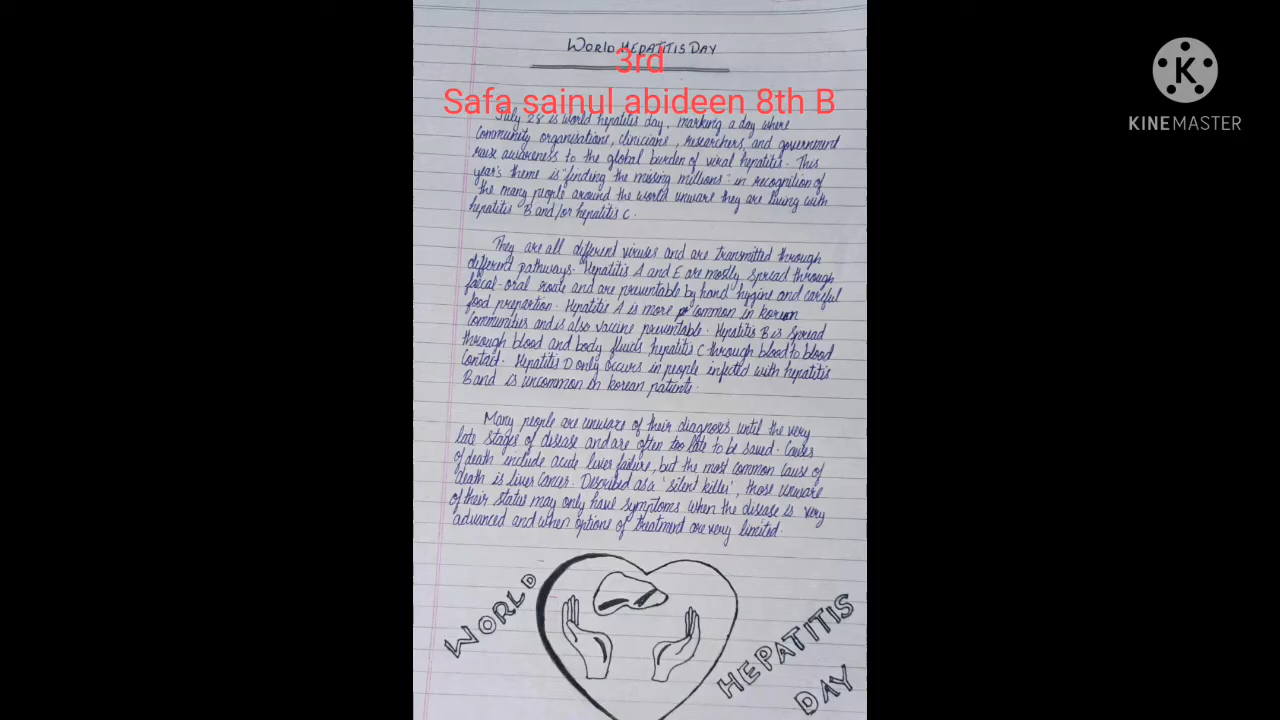 WORLD HEPATITIS DAY
3rd
Safa sainul abideen 8th B
K
KINEMASTER
July 28 is world hepatitis day, marking a day where
community organisations, clinicians, researchers, and government
raise awareness to the global burden of viral hepatitis. This
year's theme is "finding the missing millions" in recognition of
the many people around the world unware they are living with
hepatitis B and/or hepatitis C.
They are all different viruses and are transmitted through
different pathways. Hepatitis A and E are mostly spread through
faecal-oral route and are preventable by hand hygine and careful
food prepartion. Hepatitis A is more common in korean
communities and is also vaccine preventable. Hepatitis B is spread
through blood and body fluids, hepatitis C through blood to blood
contact. Hepatitis D only occurs in people infected with hepatitis
B and is uncommon in korean patients.
Many people are unware of their diagnosis until the very
late stages of disease and are often too late to be saved. Causes
of death include acute liver failure, but the most common cause of
death is liver cancer. Described as a 'silent killer', those unware
of their status may only have symptoms when the disease is very
advanced and when options of treatment are very limited.
WORLD
HEPATITIS
DAY